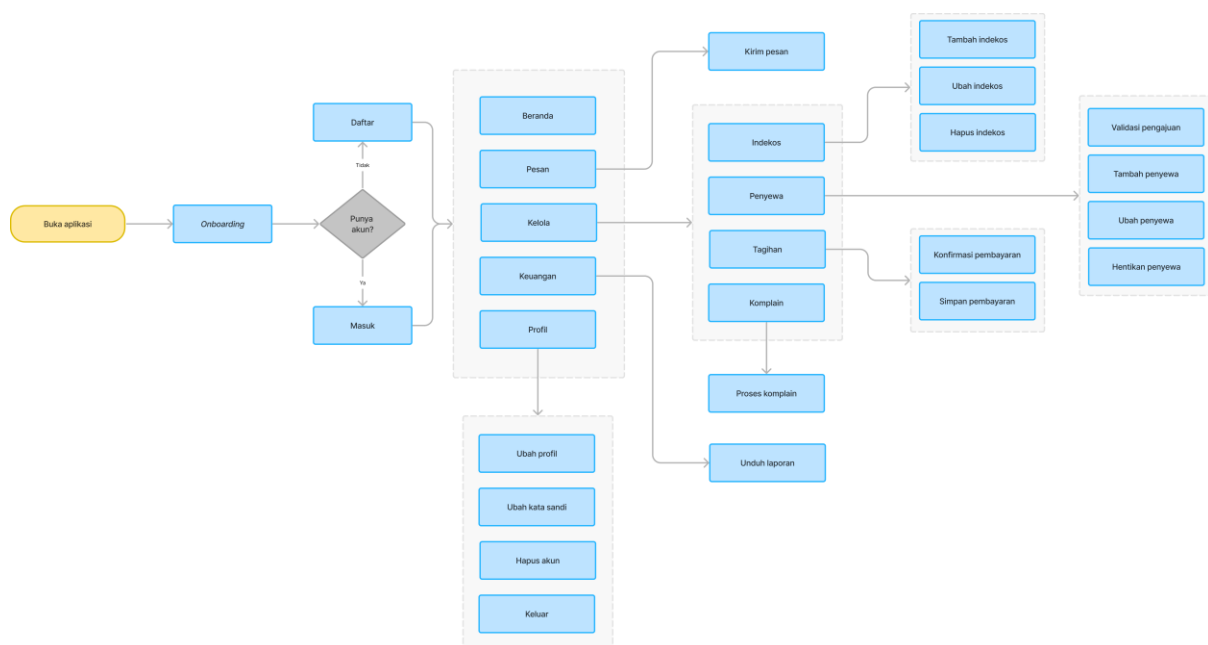 Buka aplikasi
Onboarding
Punya
akun?
Tidak
Daftar
Ya
Masuk
Beranda
Pesan
Kelola
Keuangan
Profil
Ubah profil
Ubah kata sandi
Hapus akun
Keluar
Kirim pesan
Indekos
Penyewa
Tagihan
Komplain
Proses komplain
Unduh laporan
Tambah indekos
Ubah indekos
Hapus indekos
Konfirmasi pembayaran
Simpan pembayaran
Validasi pengajuan
Tambah penyewa
Ubah penyewa
Hentikan penyewa